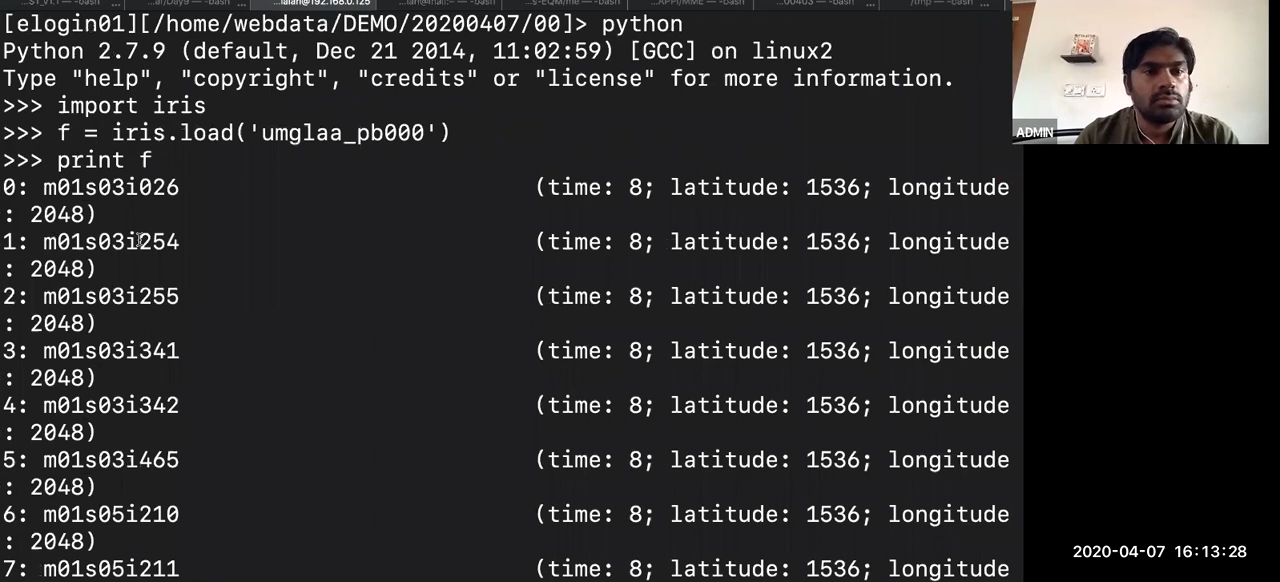 [elogin01][/home/webdata/DEMO/20200407/00]> python
Python 2.7.9 (default, Dec 21 2014, 11:02:59) [GCC] on linux2
Type "help", "copyright", "credits" or "license" for more information.
>>> import iris
>>> f = iris.load('umglaa_pb000')
>>> print f
0: m01s03i026 (time: 8; latitude: 1536; longitude
: 2048)
1: m01s03i254 (time: 8; latitude: 1536; longitude
: 2048)
2: m01s03i255 (time: 8; latitude: 1536; longitude
: 2048)
3: m01s03i341 (time: 8; latitude: 1536; longitude
: 2048)
4: m01s03i342 (time: 8; latitude: 1536; longitude
: 2048)
5: m01s03i465 (time: 8; latitude: 1536; longitude
: 2048)
6: m01s05i210 (time: 8; latitude: 1536; longitude
: 2048)
7: m01s05i211 (time: 8; latitude: 1536; longitude
ADMIN
2020-04-07 16:13:28